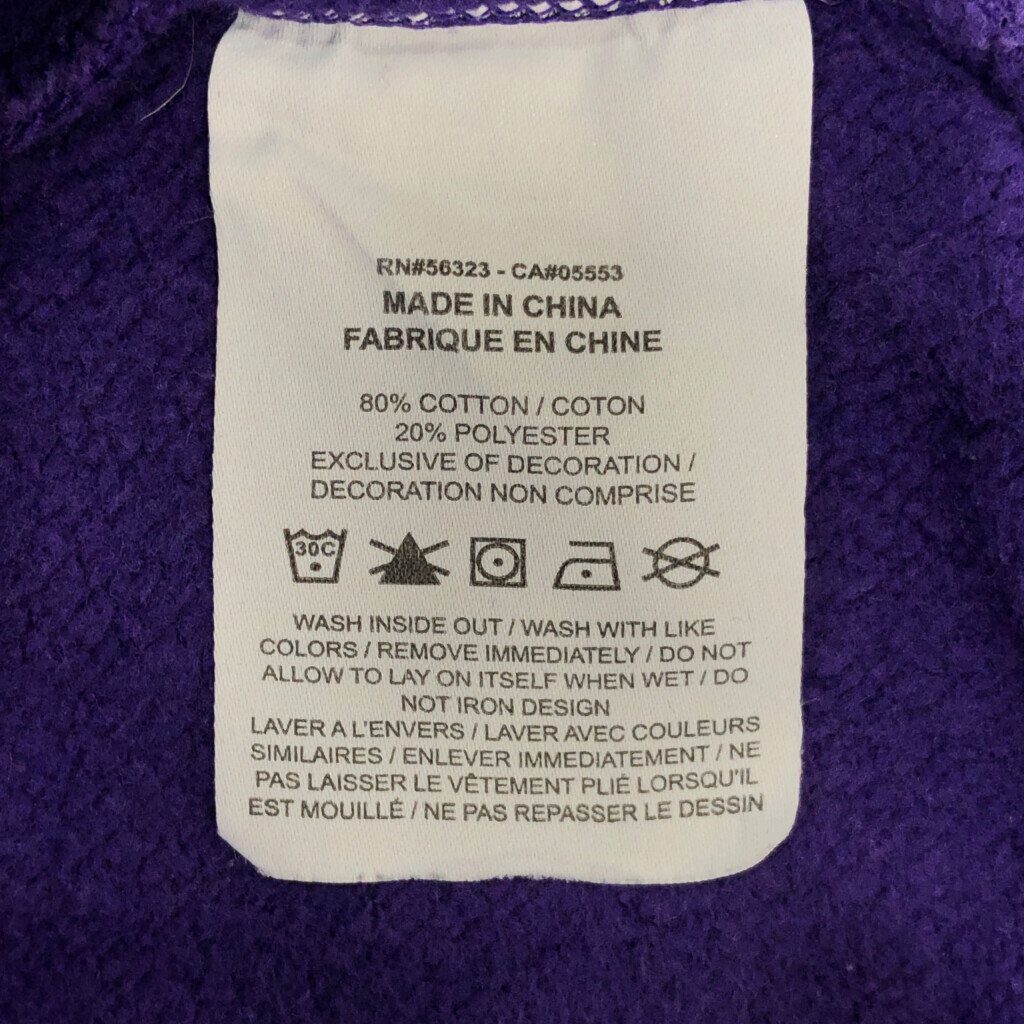 RN#56323 - CA#05553
MADE IN CHINA
FABRIQUE EN CHINE
80% COTTON / COTON
20% POLYESTER
EXCLUSIVE OF DECORATION /
DECORATION NON COMPRISE
30C
WASH INSIDE OUT / WASH WITH LIKE
COLORS / REMOVE IMMEDIATELY / DO NOT
ALLOW TO LAY ON ITSELF WHEN WET / DO
NOT IRON DESIGN
LAVER A L'ENVERS / LAVER AVEC COULEURS
SIMILAIRES / ENLEVER IMMEDIATEMENT / NE
PAS LAISSER LE VÊTEMENT PLIÉ LORSQU'IL
EST MOUILLÉ / NE PAS REPASSER LE DESSIN